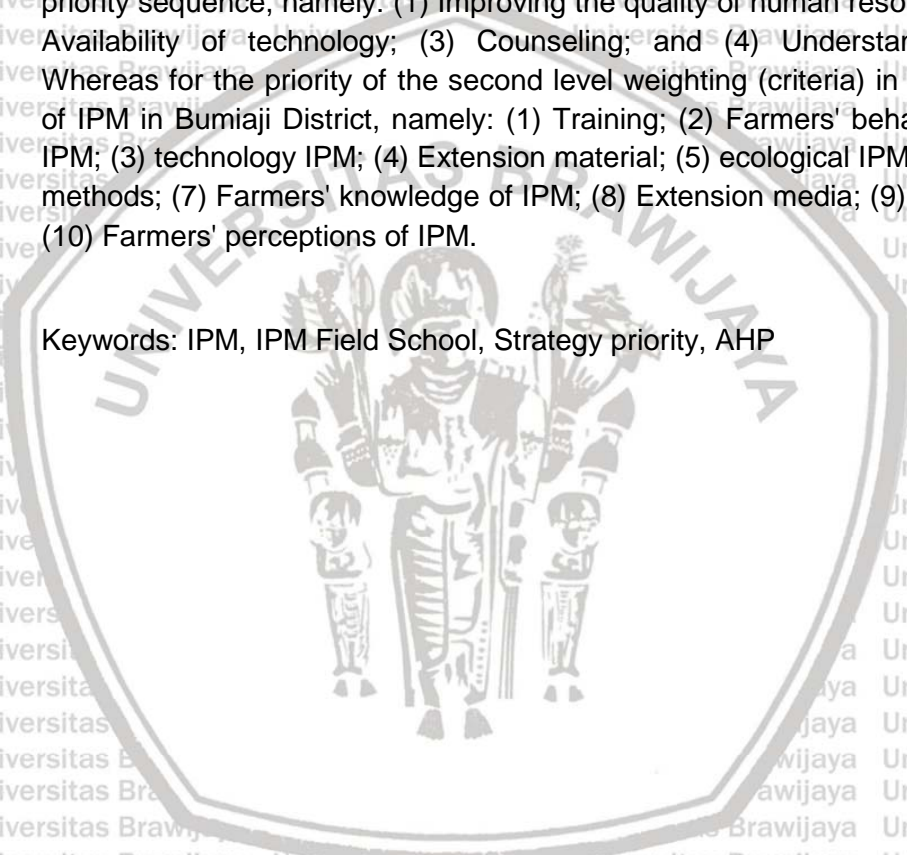 priority sequence, namely: (1) Improving the quality of human reso
Availability of technology; (3) Counseling; and (4) Understan
Whereas for the priority of the second level weighting (criteria) in
of IPM in Bumiaji District, namely: (1) Training; (2) Farmers' beha
IPM; (3) technology IPM; (4) Extension material; (5) ecological IPM
methods; (7) Farmers' knowledge of IPM; (8) Extension media; (9)
(10) Farmers' perceptions of IPM.
Keywords: IPM, IPM Field School, Strategy priority, AHP
UNIVERSITAS BRAWIJAYA